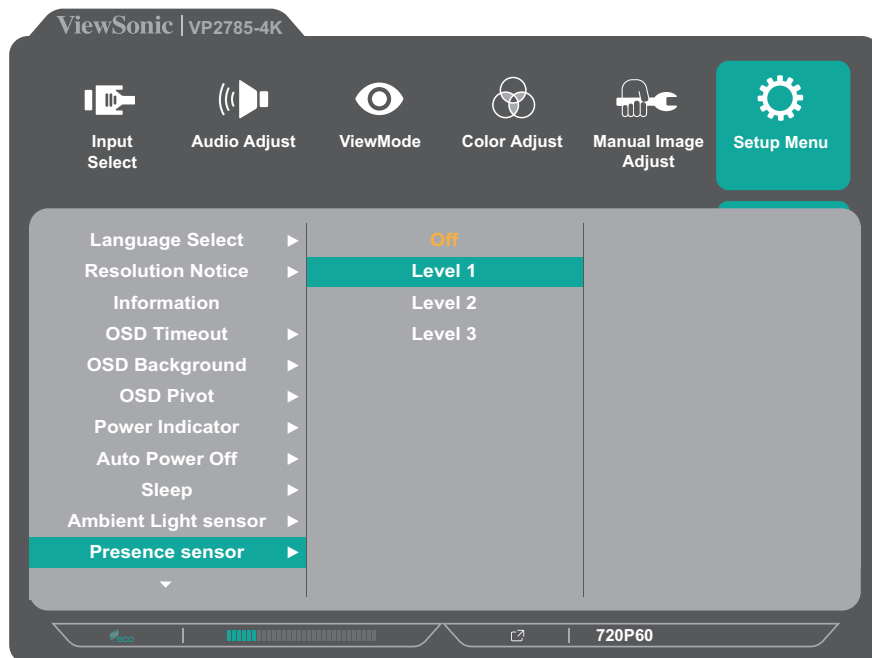 ViewSonic | VP2785-4K
Input
Select
Audio Adjust
ViewMode
Color Adjust
Manual Image
Adjust
Setup Menu
Language Select
Resolution Notice
Information
OSD Timeout
OSD Background
OSD Pivot
Power Indicator
Auto Power Off
Sleep
Ambient Light sensor
Presence sensor
Off
Level 1
Level 2
Level 3
eco
720P60